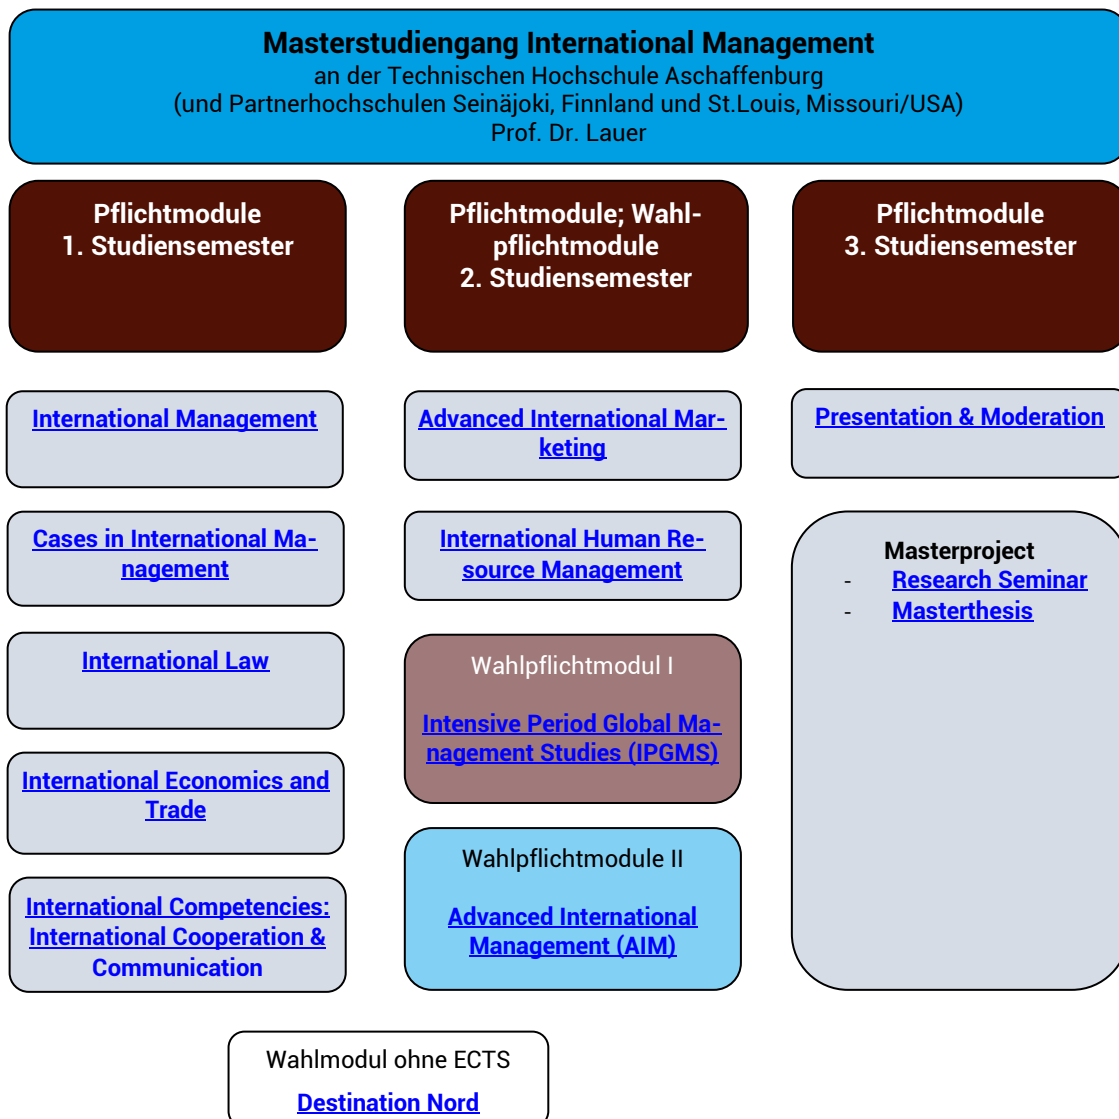 Masterstudiengang International Management
an der Technischen Hochschule Aschaffenburg
(und Partnerhochschulen Seinäjoki, Finnland und St.Louis, Missouri/USA)
Prof. Dr. Lauer
Pflichtmodule
1. Studiensemester
Pflichtmodule; Wahl-
pflichtmodule
2. Studiensemester
Pflichtmodule
3. Studiensemester
International Management
Cases in International Ma-
nagement
International Law
International Economics and
Trade
International Competencies:
International Cooperation &
Communication
Advanced International Mar-
keting
International Human Re-
source Management
Wahlpflichtmodul I
Intensive Period Global Ma-
nagement Studies (IPGMS)
Wahlpflichtmodule II
Advanced International
Management (AIM)
Presentation & Moderation
Masterproject
- Research Seminar
- Masterthesis
Wahlmodul ohne ECTS
Destination Nord